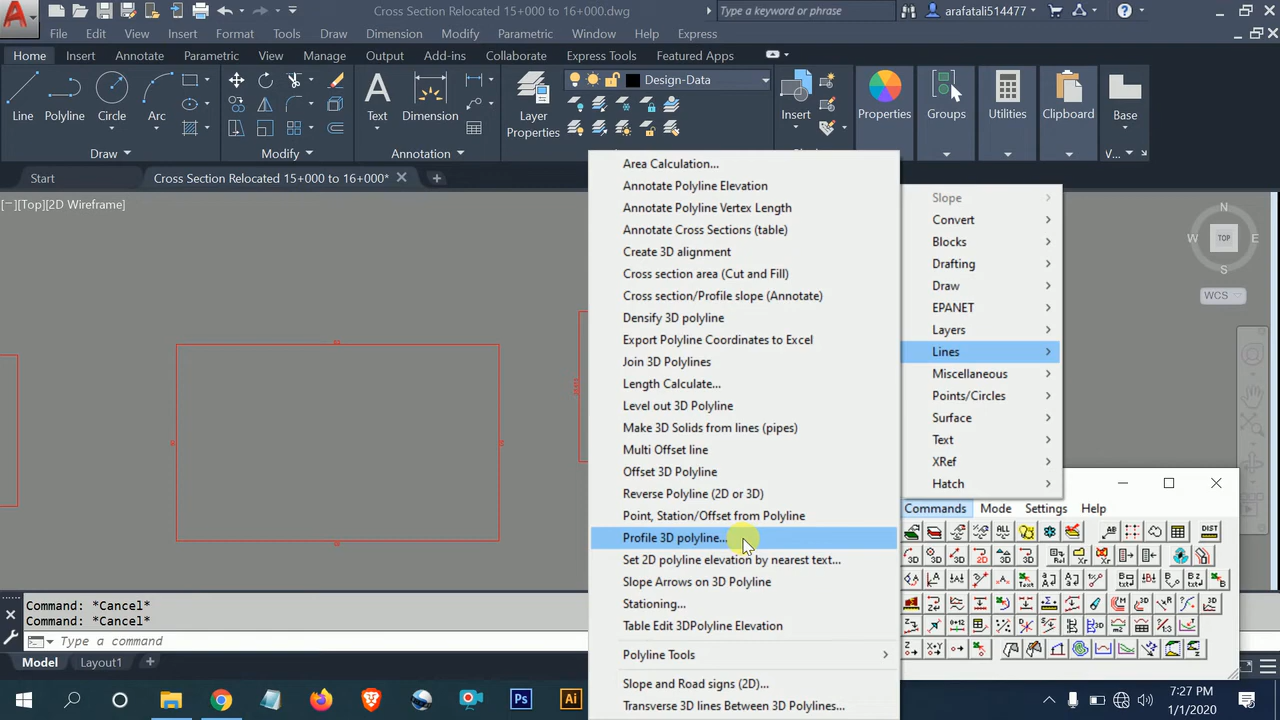 Cross Section Relocated 15+000 to 16+000.dwg
Type a keyword or phrase
arafatali514477
File Edit View Insert Format Tools Draw Dimension Modify Parametric Window Help Express
Home Insert Annotate Parametric View Manage Output Add-ins Collaborate Express Tools Featured Apps
Design-Data
Line Polyline Circle Arc Text Dimension Layer Properties Insert Properties Groups Utilities Clipboard Base
Draw Modify Annotation V...
Start
Cross Section Relocated 15+000 to 16+000*
[−][Top][2D Wireframe]
Area Calculation...
Annotate Polyline Elevation
Annotate Polyline Vertex Length
Annotate Cross Sections (table)
Create 3D alignment
Cross section area (Cut and Fill)
Cross section/Profile slope (Annotate)
Densify 3D polyline
Export Polyline Coordinates to Excel
Join 3D Polylines
Length Calculate...
Level out 3D Polyline
Make 3D Solids from lines (pipes)
Multi Offset line
Offset 3D Polyline
Reverse Polyline (2D or 3D)
Point, Station/Offset from Polyline
Profile 3D polyline...
Set 2D polyline elevation by nearest text...
Slope Arrows on 3D Polyline
Stationing...
Table Edit 3DPolyline Elevation
Polyline Tools
Slope and Road signs (2D)...
Transverse 3D lines Between 3D Polylines...
Slope
Convert
Blocks
Drafting
Draw
EPANET
Layers
Lines
Miscellaneous
Points/Circles
Surface
Text
XRef
Hatch
N
W TOP E
S
WCS
Commands Mode Settings Help
ALL
DIST
Command: *Cancel*
Command: *Cancel*
Type a command
Model Layout1
Ps
Ai
7:27 PM
1/1/2020